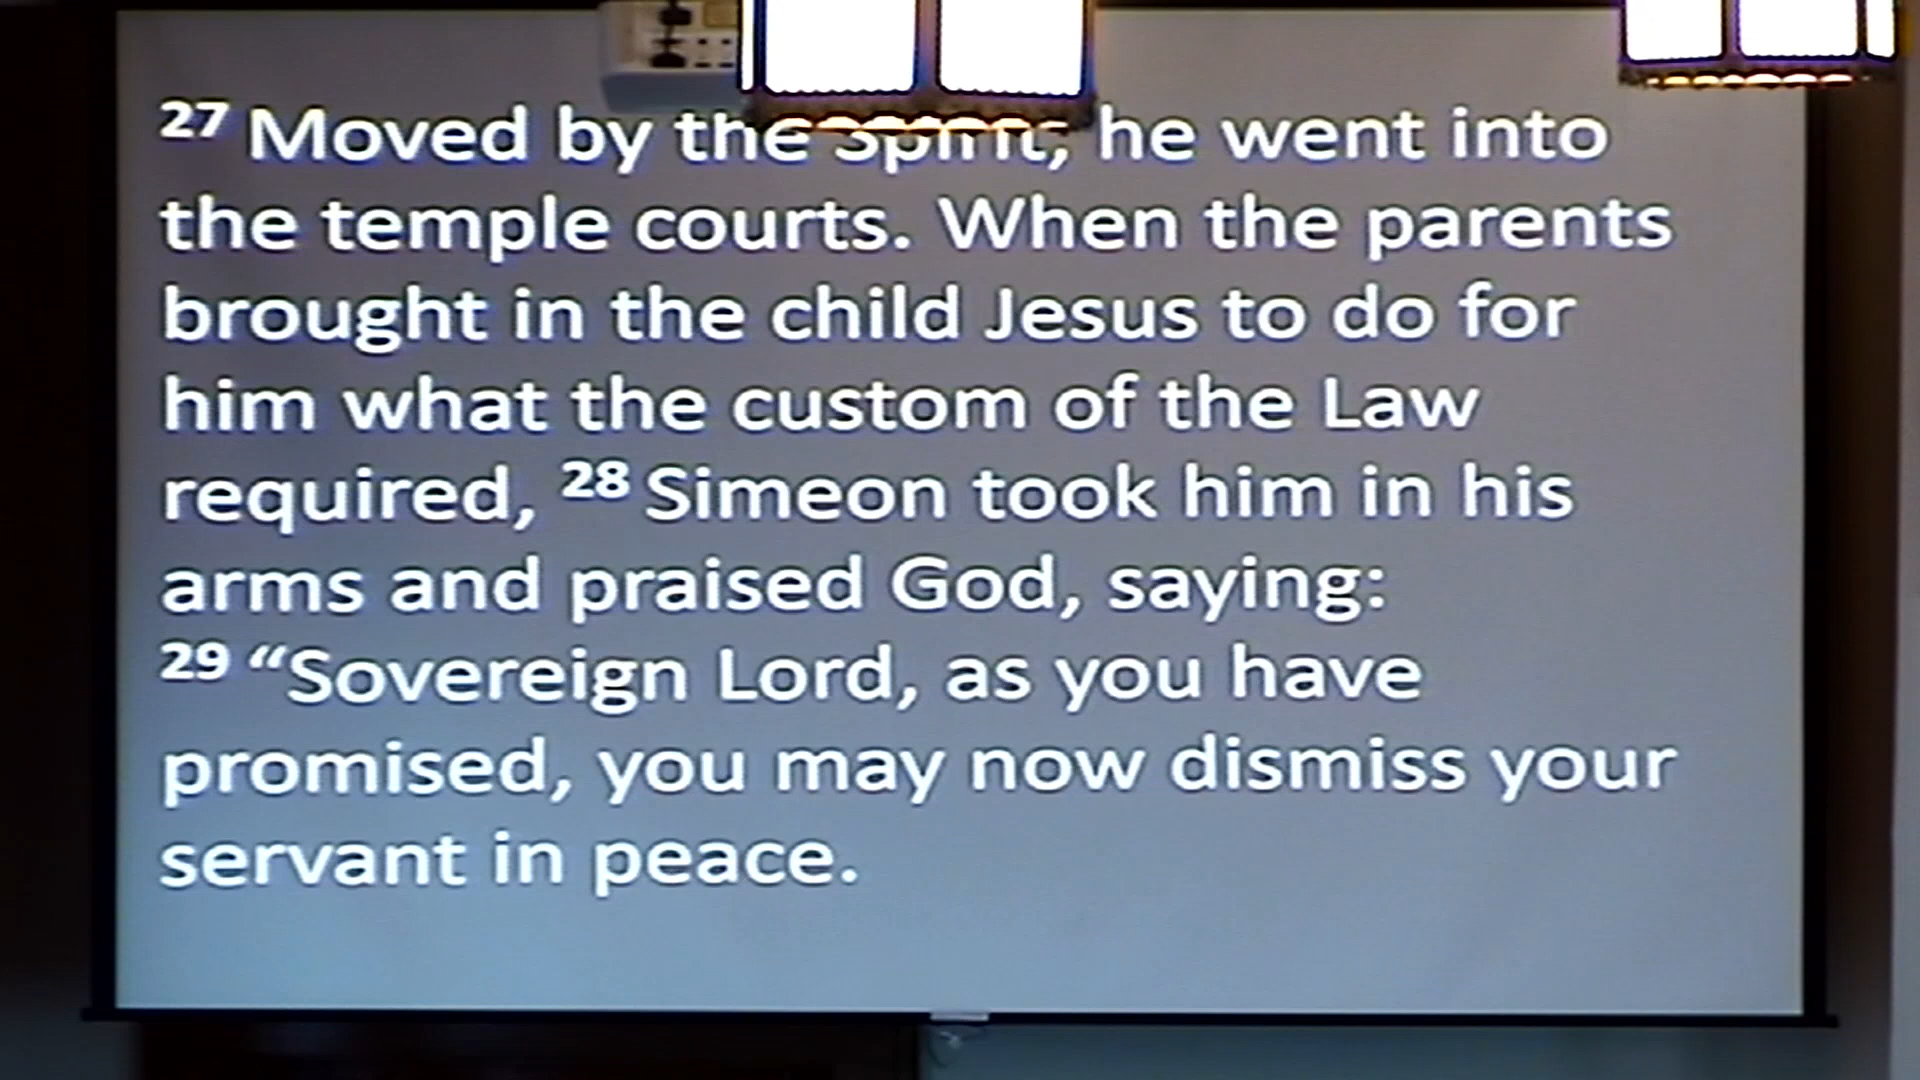 27 Moved by the Spirit, he went into
the temple courts. When the parents
brought in the child Jesus to do for
him what the custom of the Law
required, 28 Simeon took him in his
arms and praised God, saying:
29 “Sovereign Lord, as you have
promised, you may now dismiss your
servant in peace.